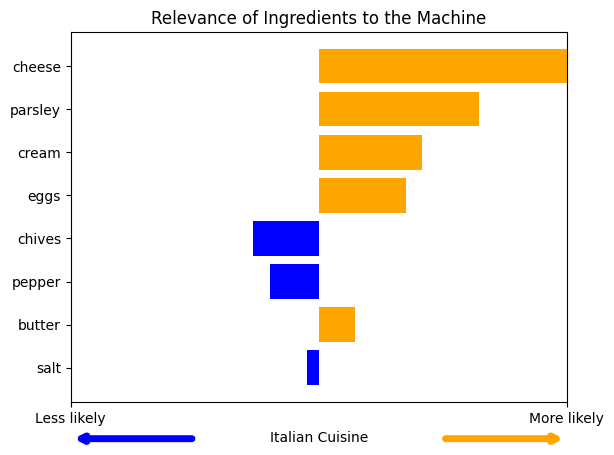 Relevance of Ingredients to the Machine
cheese
parsley
cream
eggs
chives
pepper
butter
salt
Less likely
More likely
Italian Cuisine